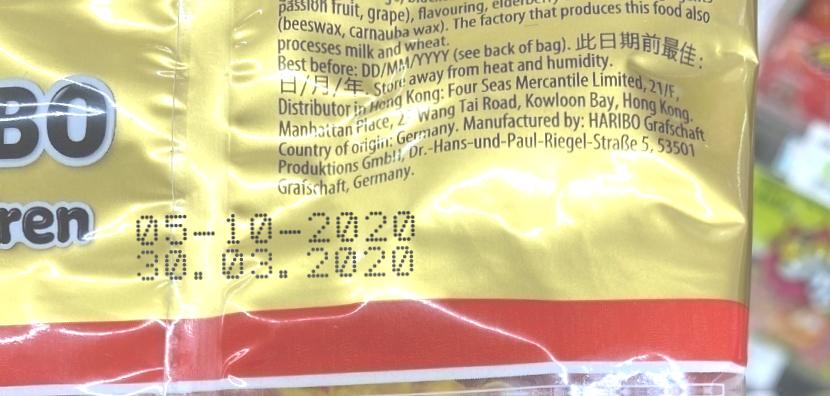 passion fruit, grape), flavouring,
(beeswax, carnauba wax). The factory that produces this food also
processes milk and wheat.
Best before: DD/MM/YYYY (see back of bag). 此日期前最佳：
日/月/年. Store away from heat and humidity.
Distributor in Hong Kong: Four Seas Mercantile Limited, 21/F,
Manhattan Place, Wang Tai Road, Kowloon Bay, Hong Kong.
Country of origin: Germany. Manufactured by: HARIBO Grafschaft
Produktions GmbH, Dr.-Hans-und-Paul-Riegel-Straße 5, 53501
Grafschaft, Germany.
BO
ren
05-10-2020
30.03.2020